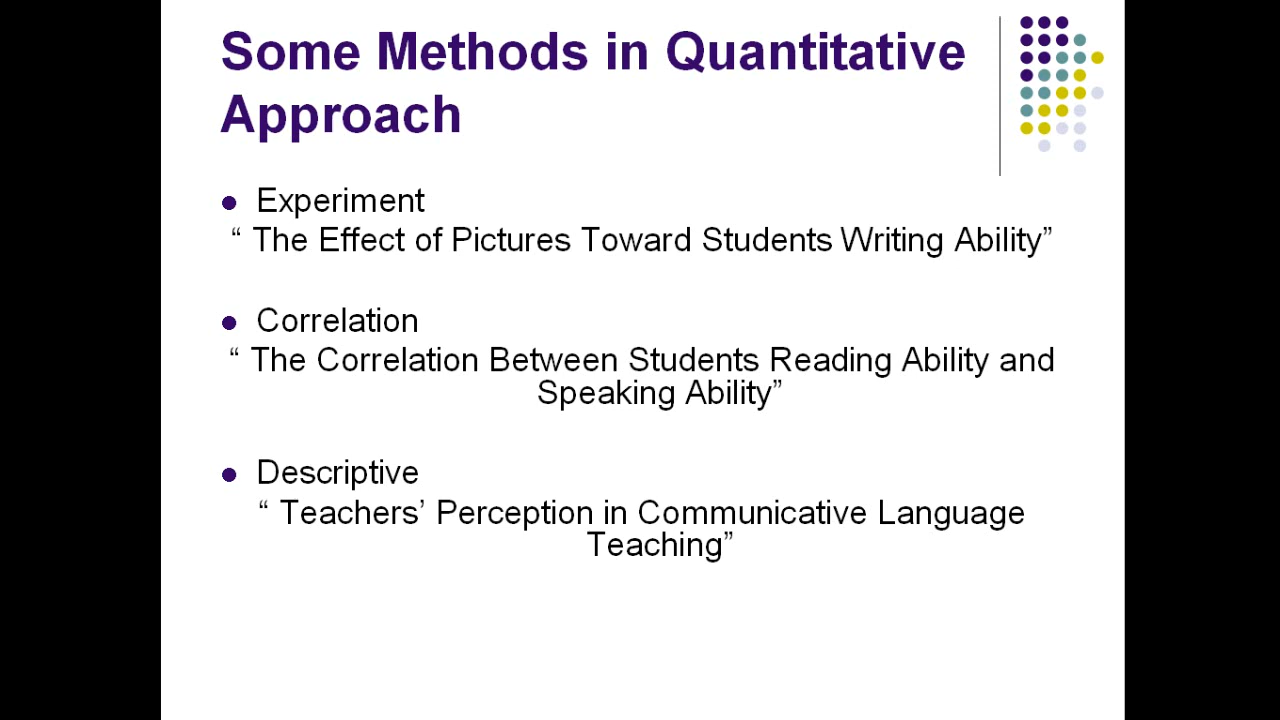 Some Methods in Quantitative
Approach
Experiment
“ The Effect of Pictures Toward Students Writing Ability”
Correlation
“ The Correlation Between Students Reading Ability and
Speaking Ability”
Descriptive
“ Teachers’ Perception in Communicative Language
Teaching”